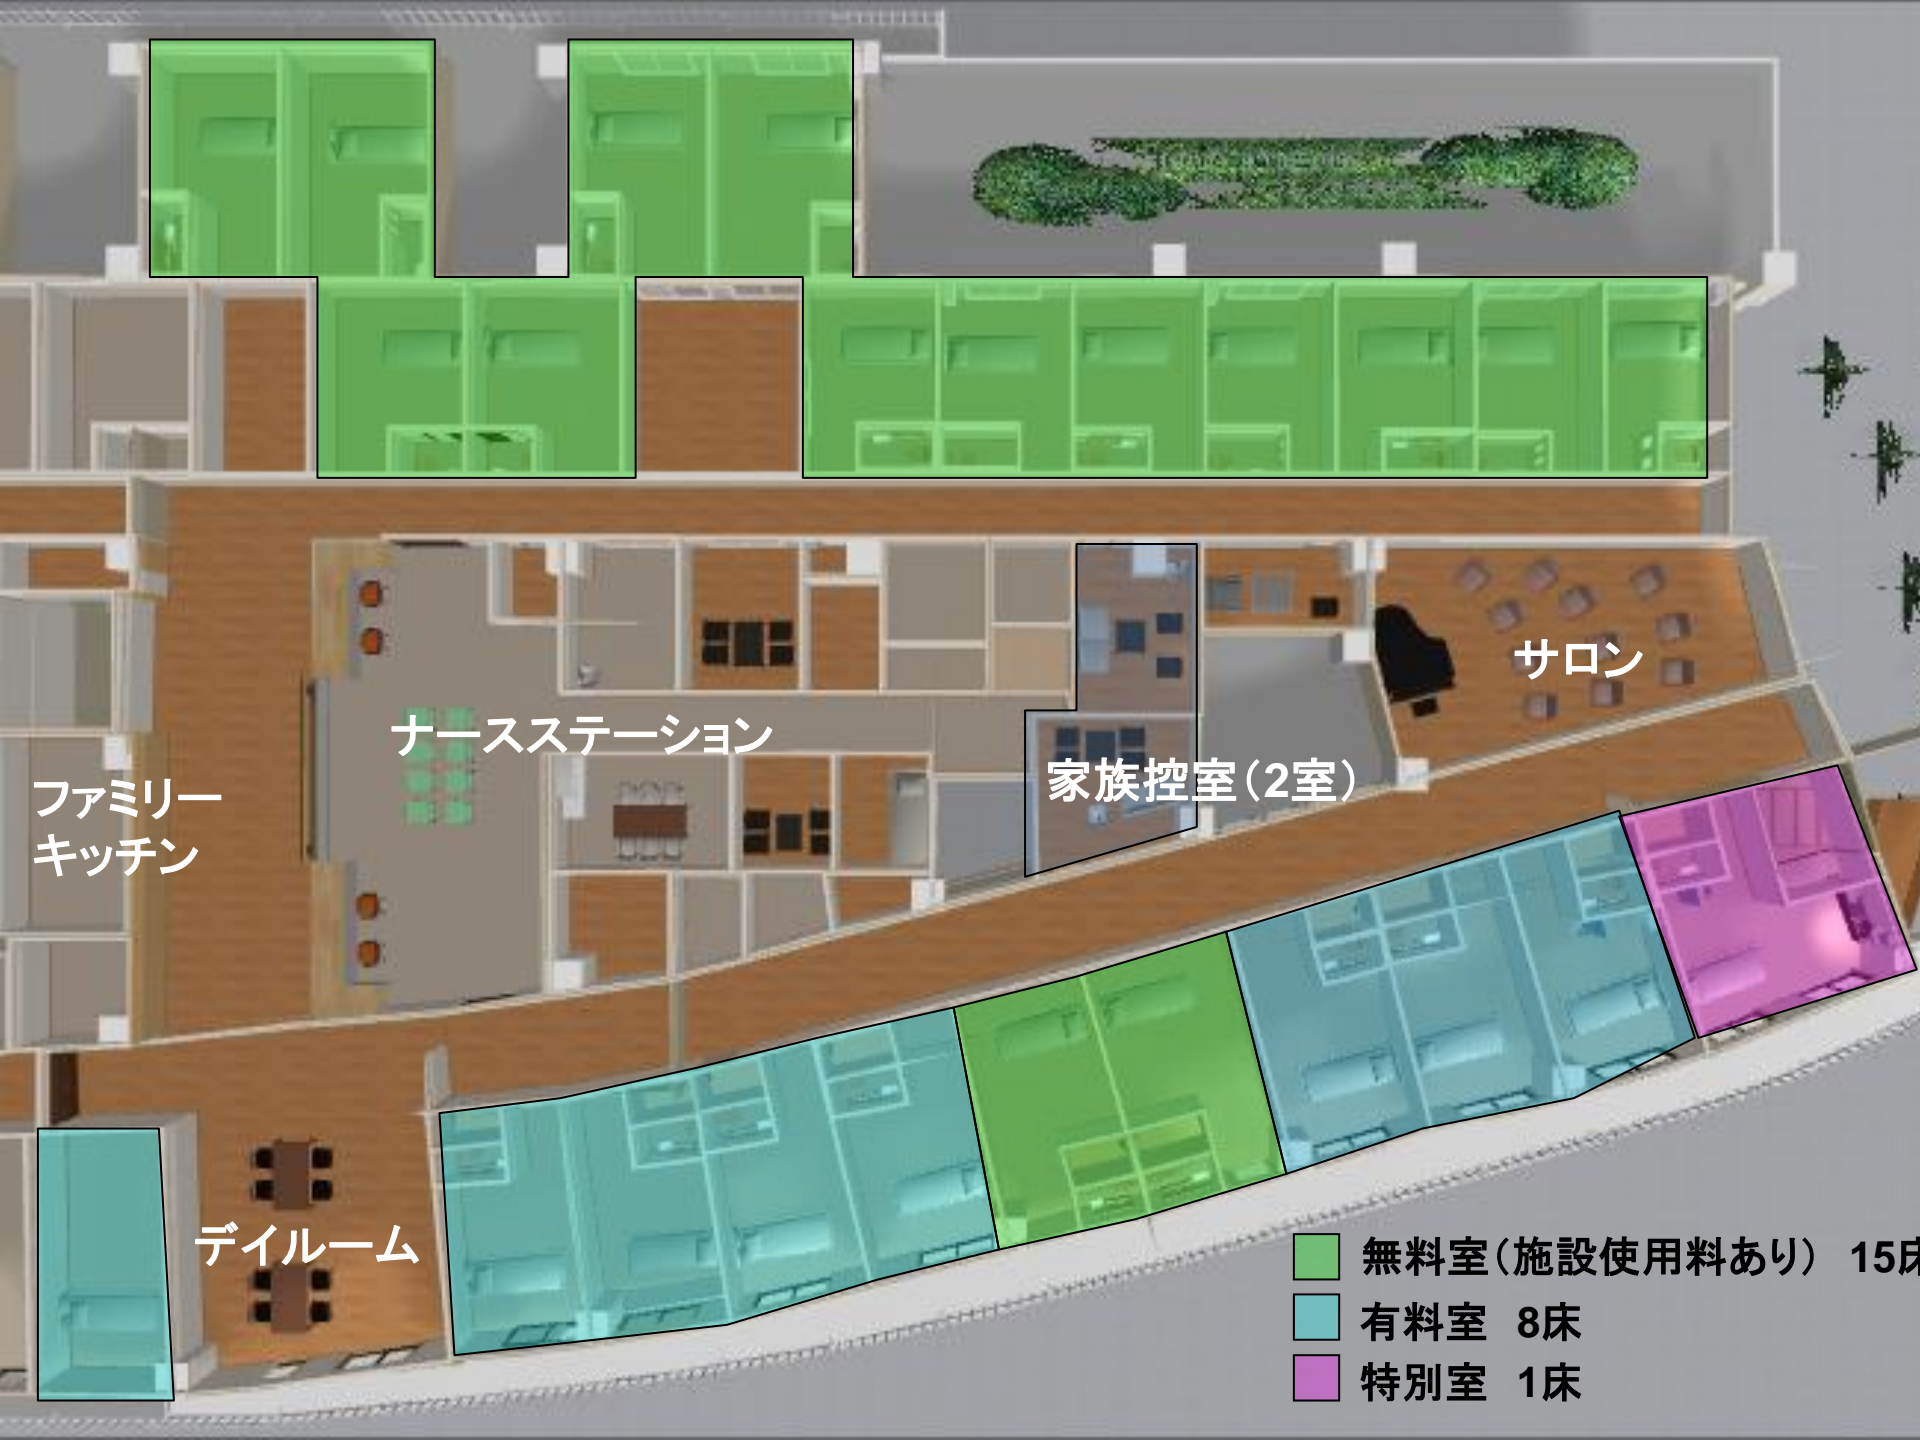 サロン
ナースステーション
家族控室(2室)
ファミリー
キッチン
デイルーム
無料室(施設使用料あり) 15床
有料室 8床
特別室 1床